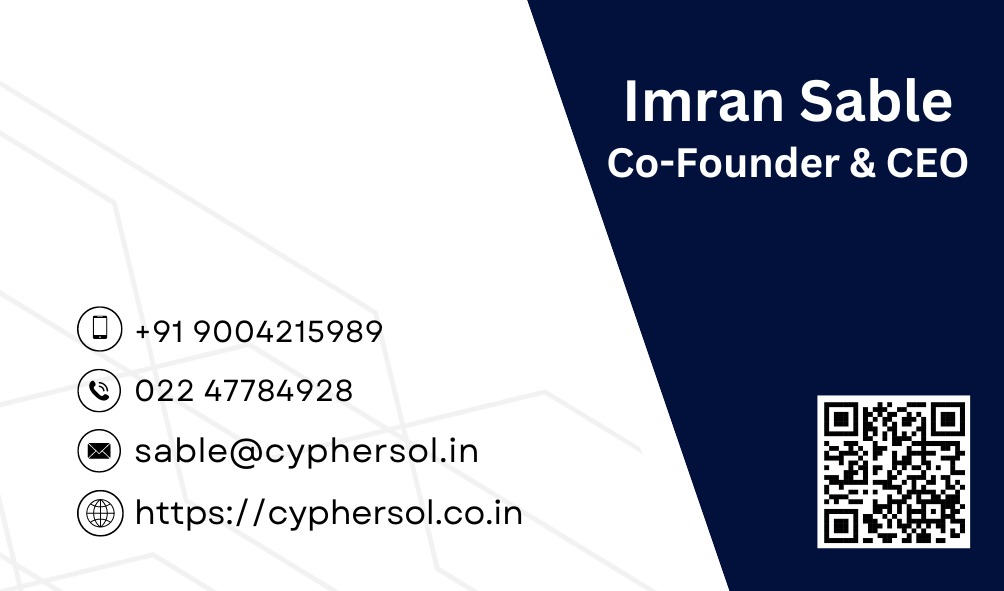 Imran Sable
Co-Founder & CEO
+91 9004215989
022 47784928
sable@cyphersol.in
https://cyphersol.co.in